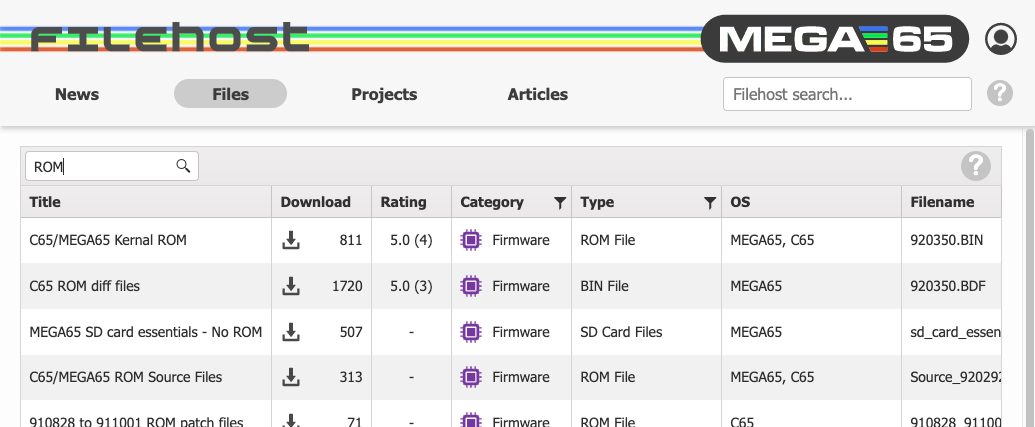 FILEHOST
MEGA65
News Files Projects Articles Filehost search... ?
ROM ?
Title Download Rating Category Type OS Filename
C65/MEGA65 Kernal ROM 811 5.0 (4) Firmware ROM File MEGA65, C65 920350.BIN
C65 ROM diff files 1720 5.0 (3) Firmware BIN File MEGA65 920350.BDF
MEGA65 SD card essentials - No ROM 507 - Firmware SD Card Files MEGA65 sd_card_essen
C65/MEGA65 ROM Source Files 313 - Firmware ROM File MEGA65, C65 Source_920292
910828 to 911001 ROM patch files 71 - Firmware ROM File C65 910828_91100